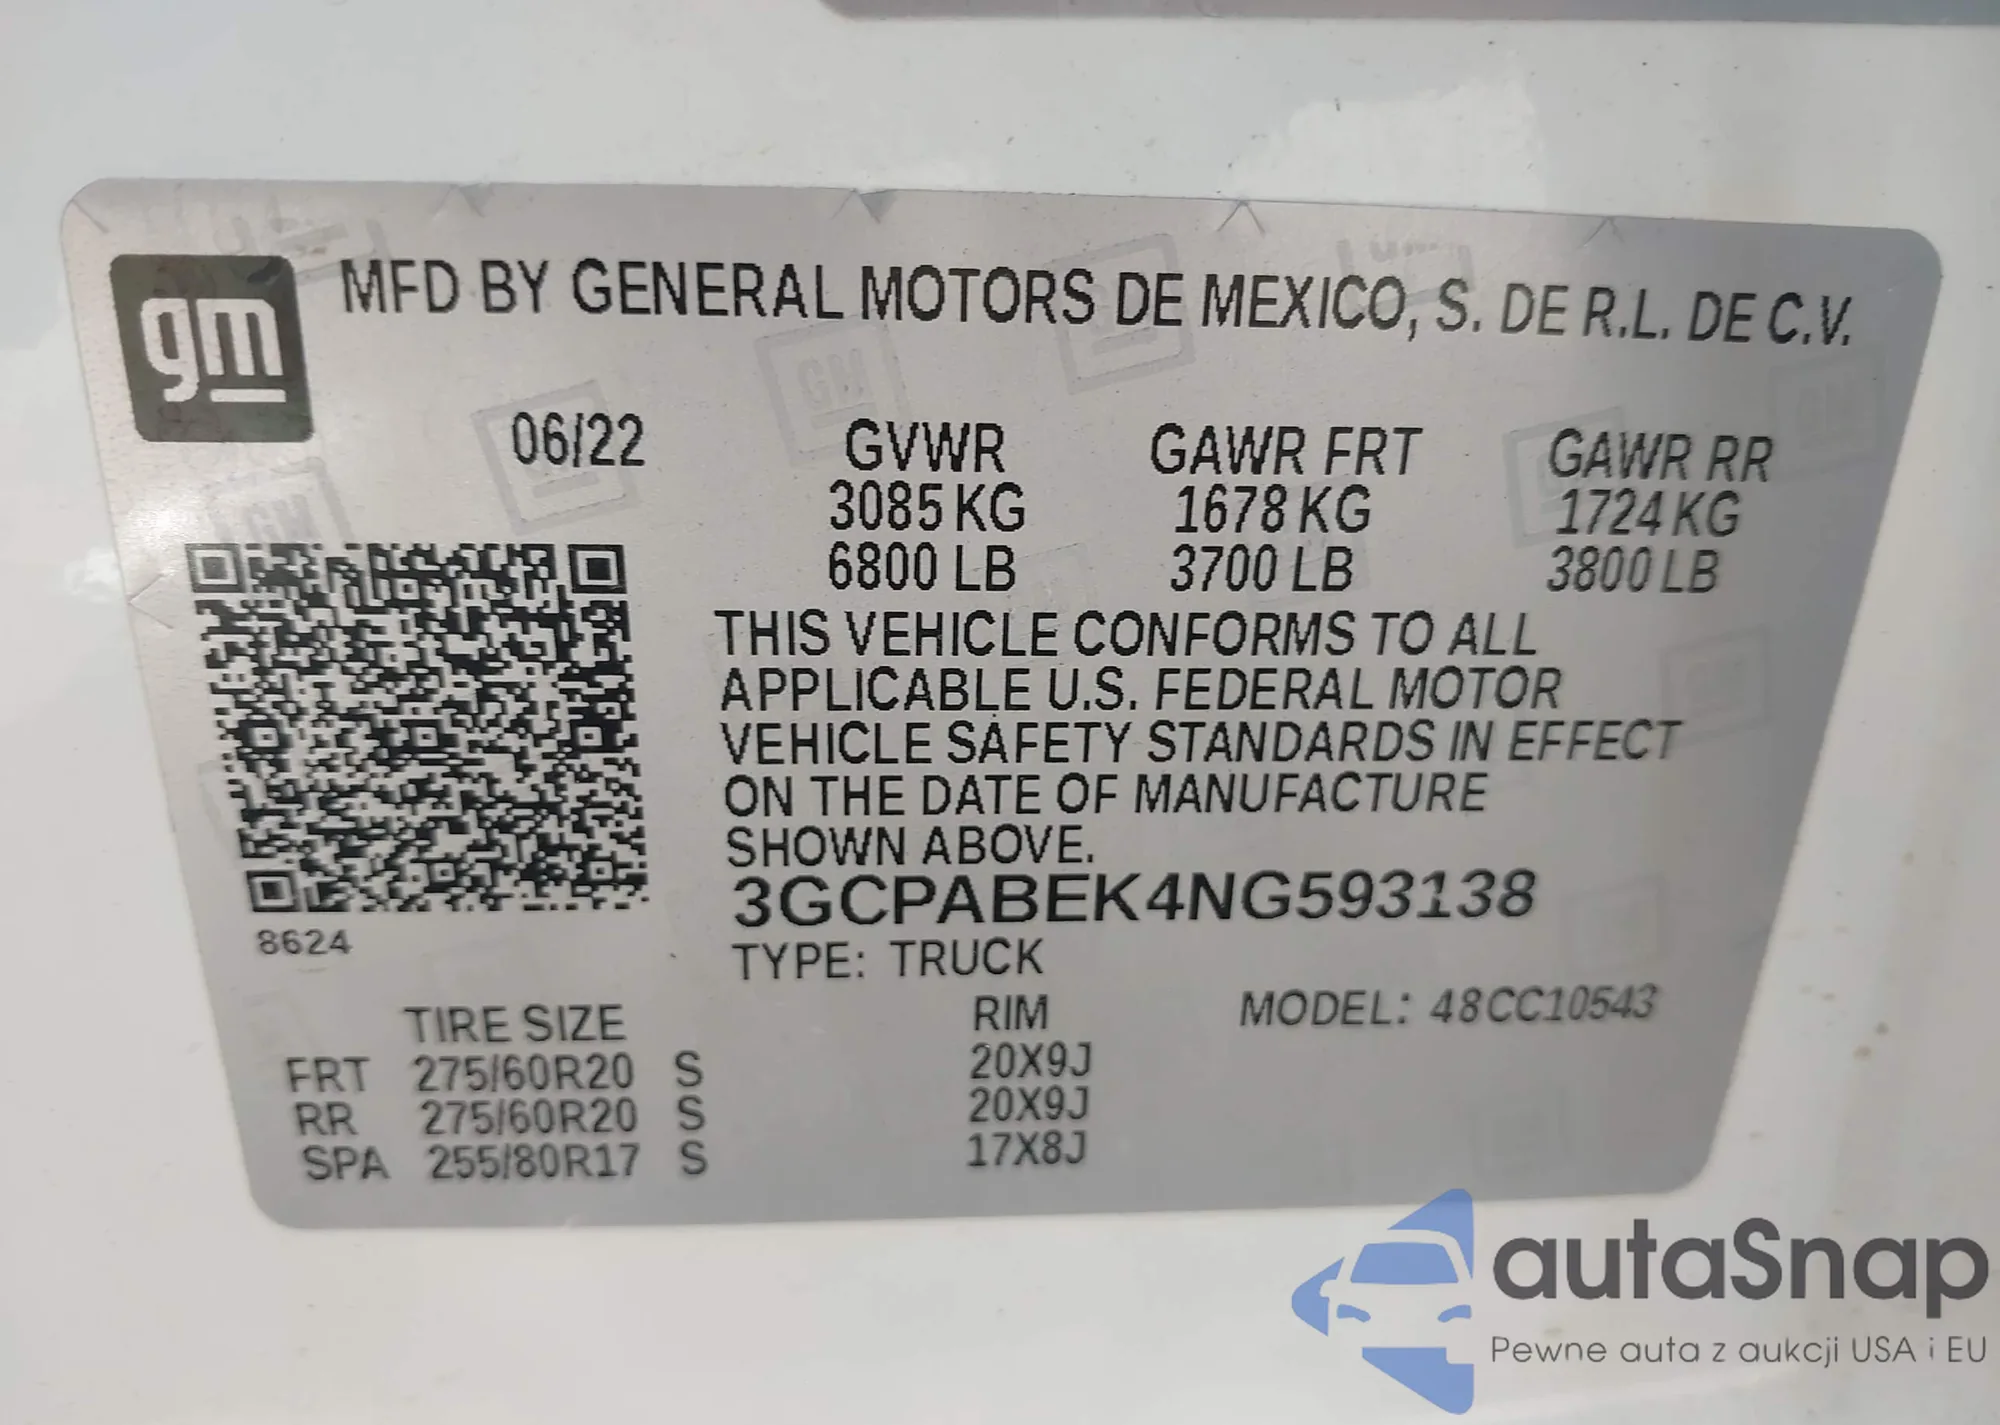 gm
MFD BY GENERAL MOTORS DE MEXICO, S. DE R.L. DE C.V.
06/22 GVWR GAWR FRT GAWR RR
3085 KG 1678 KG 1724 KG
6800 LB 3700 LB 3800 LB
THIS VEHICLE CONFORMS TO ALL
APPLICABLE U.S. FEDERAL MOTOR
VEHICLE SAFETY STANDARDS IN EFFECT
ON THE DATE OF MANUFACTURE
SHOWN ABOVE.
3GCPABEK4NG593138
8624
TYPE: TRUCK
TIRE SIZE RIM MODEL: 48CC10543
FRT 275/60R20 S 20X9J
RR 275/60R20 S 20X9J
SPA 255/80R17 S 17X8J
autaSnap
Pewne auta z aukcji USA i EU